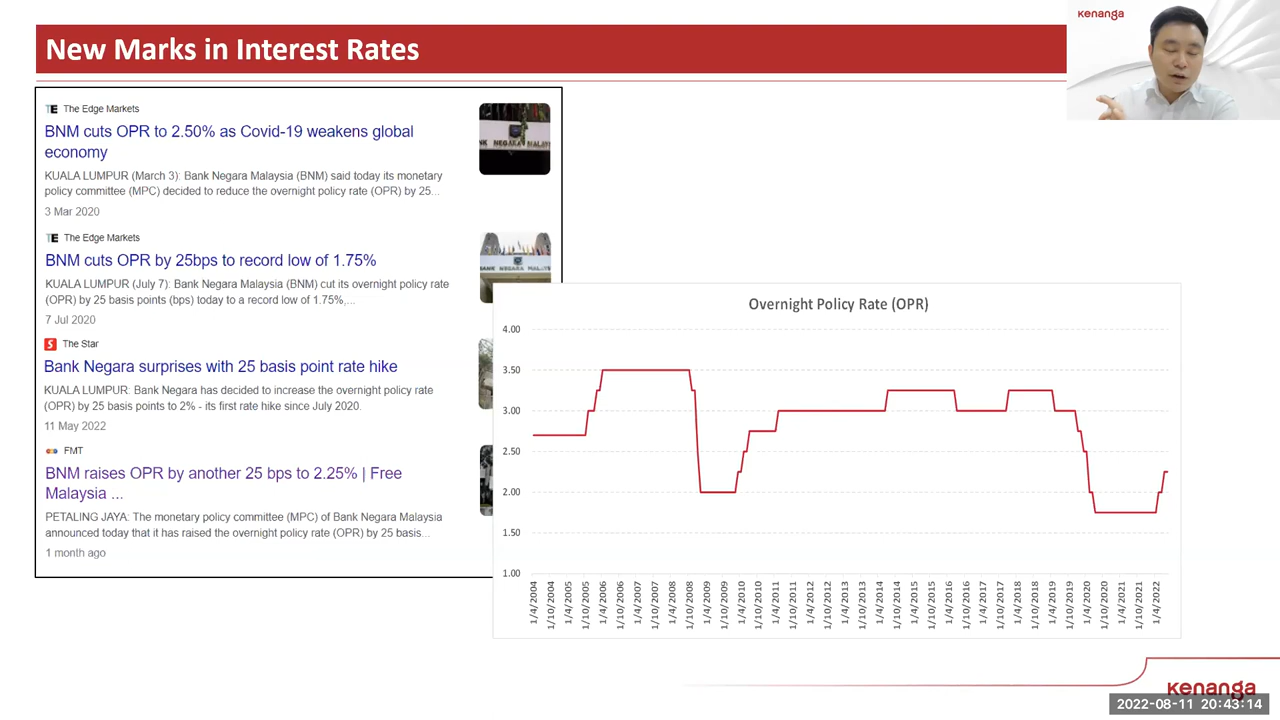 New Marks in Interest Rates
kenanga
TE The Edge Markets
BNM cuts OPR to 2.50% as Covid-19 weakens global
economy
KUALA LUMPUR (March 3): Bank Negara Malaysia (BNM) said today its monetary
policy committee (MPC) decided to reduce the overnight policy rate (OPR) by 25...
3 Mar 2020
TE The Edge Markets
BNM cuts OPR by 25bps to record low of 1.75%
KUALA LUMPUR (July 7): Bank Negara Malaysia (BNM) cut its overnight policy rate
(OPR) by 25 basis points (bps) today to a record low of 1.75%,...
7 Jul 2020
S The Star
Bank Negara surprises with 25 basis point rate hike
KUALA LUMPUR: Bank Negara has decided to increase the overnight policy rate
(OPR) by 25 basis points to 2% - its first rate hike since July 2020.
11 May 2022
FMT
BNM raises OPR by another 25 bps to 2.25% | Free
Malaysia ...
PETALING JAYA: The monetary policy committee (MPC) of Bank Negara Malaysia
announced today that it has raised the overnight policy rate (OPR) by 25 basis...
1 month ago
Overnight Policy Rate (OPR)
4.00
3.50
3.00
2.50
2.00
1.50
1.00
1/4/2004
1/10/2004
1/4/2005
1/10/2005
1/4/2006
1/10/2006
1/4/2007
1/10/2007
1/4/2008
1/10/2008
1/4/2009
1/10/2009
1/4/2010
1/10/2010
1/4/2011
1/10/2011
1/4/2012
1/10/2012
1/4/2013
1/10/2013
1/4/2014
1/10/2014
1/4/2015
1/10/2015
1/4/2016
1/10/2016
1/4/2017
1/10/2017
1/4/2018
1/10/2018
1/4/2019
1/10/2019
1/4/2020
1/10/2020
1/4/2021
1/10/2021
1/4/2022
kenanga
2022-08-11 20:43:14